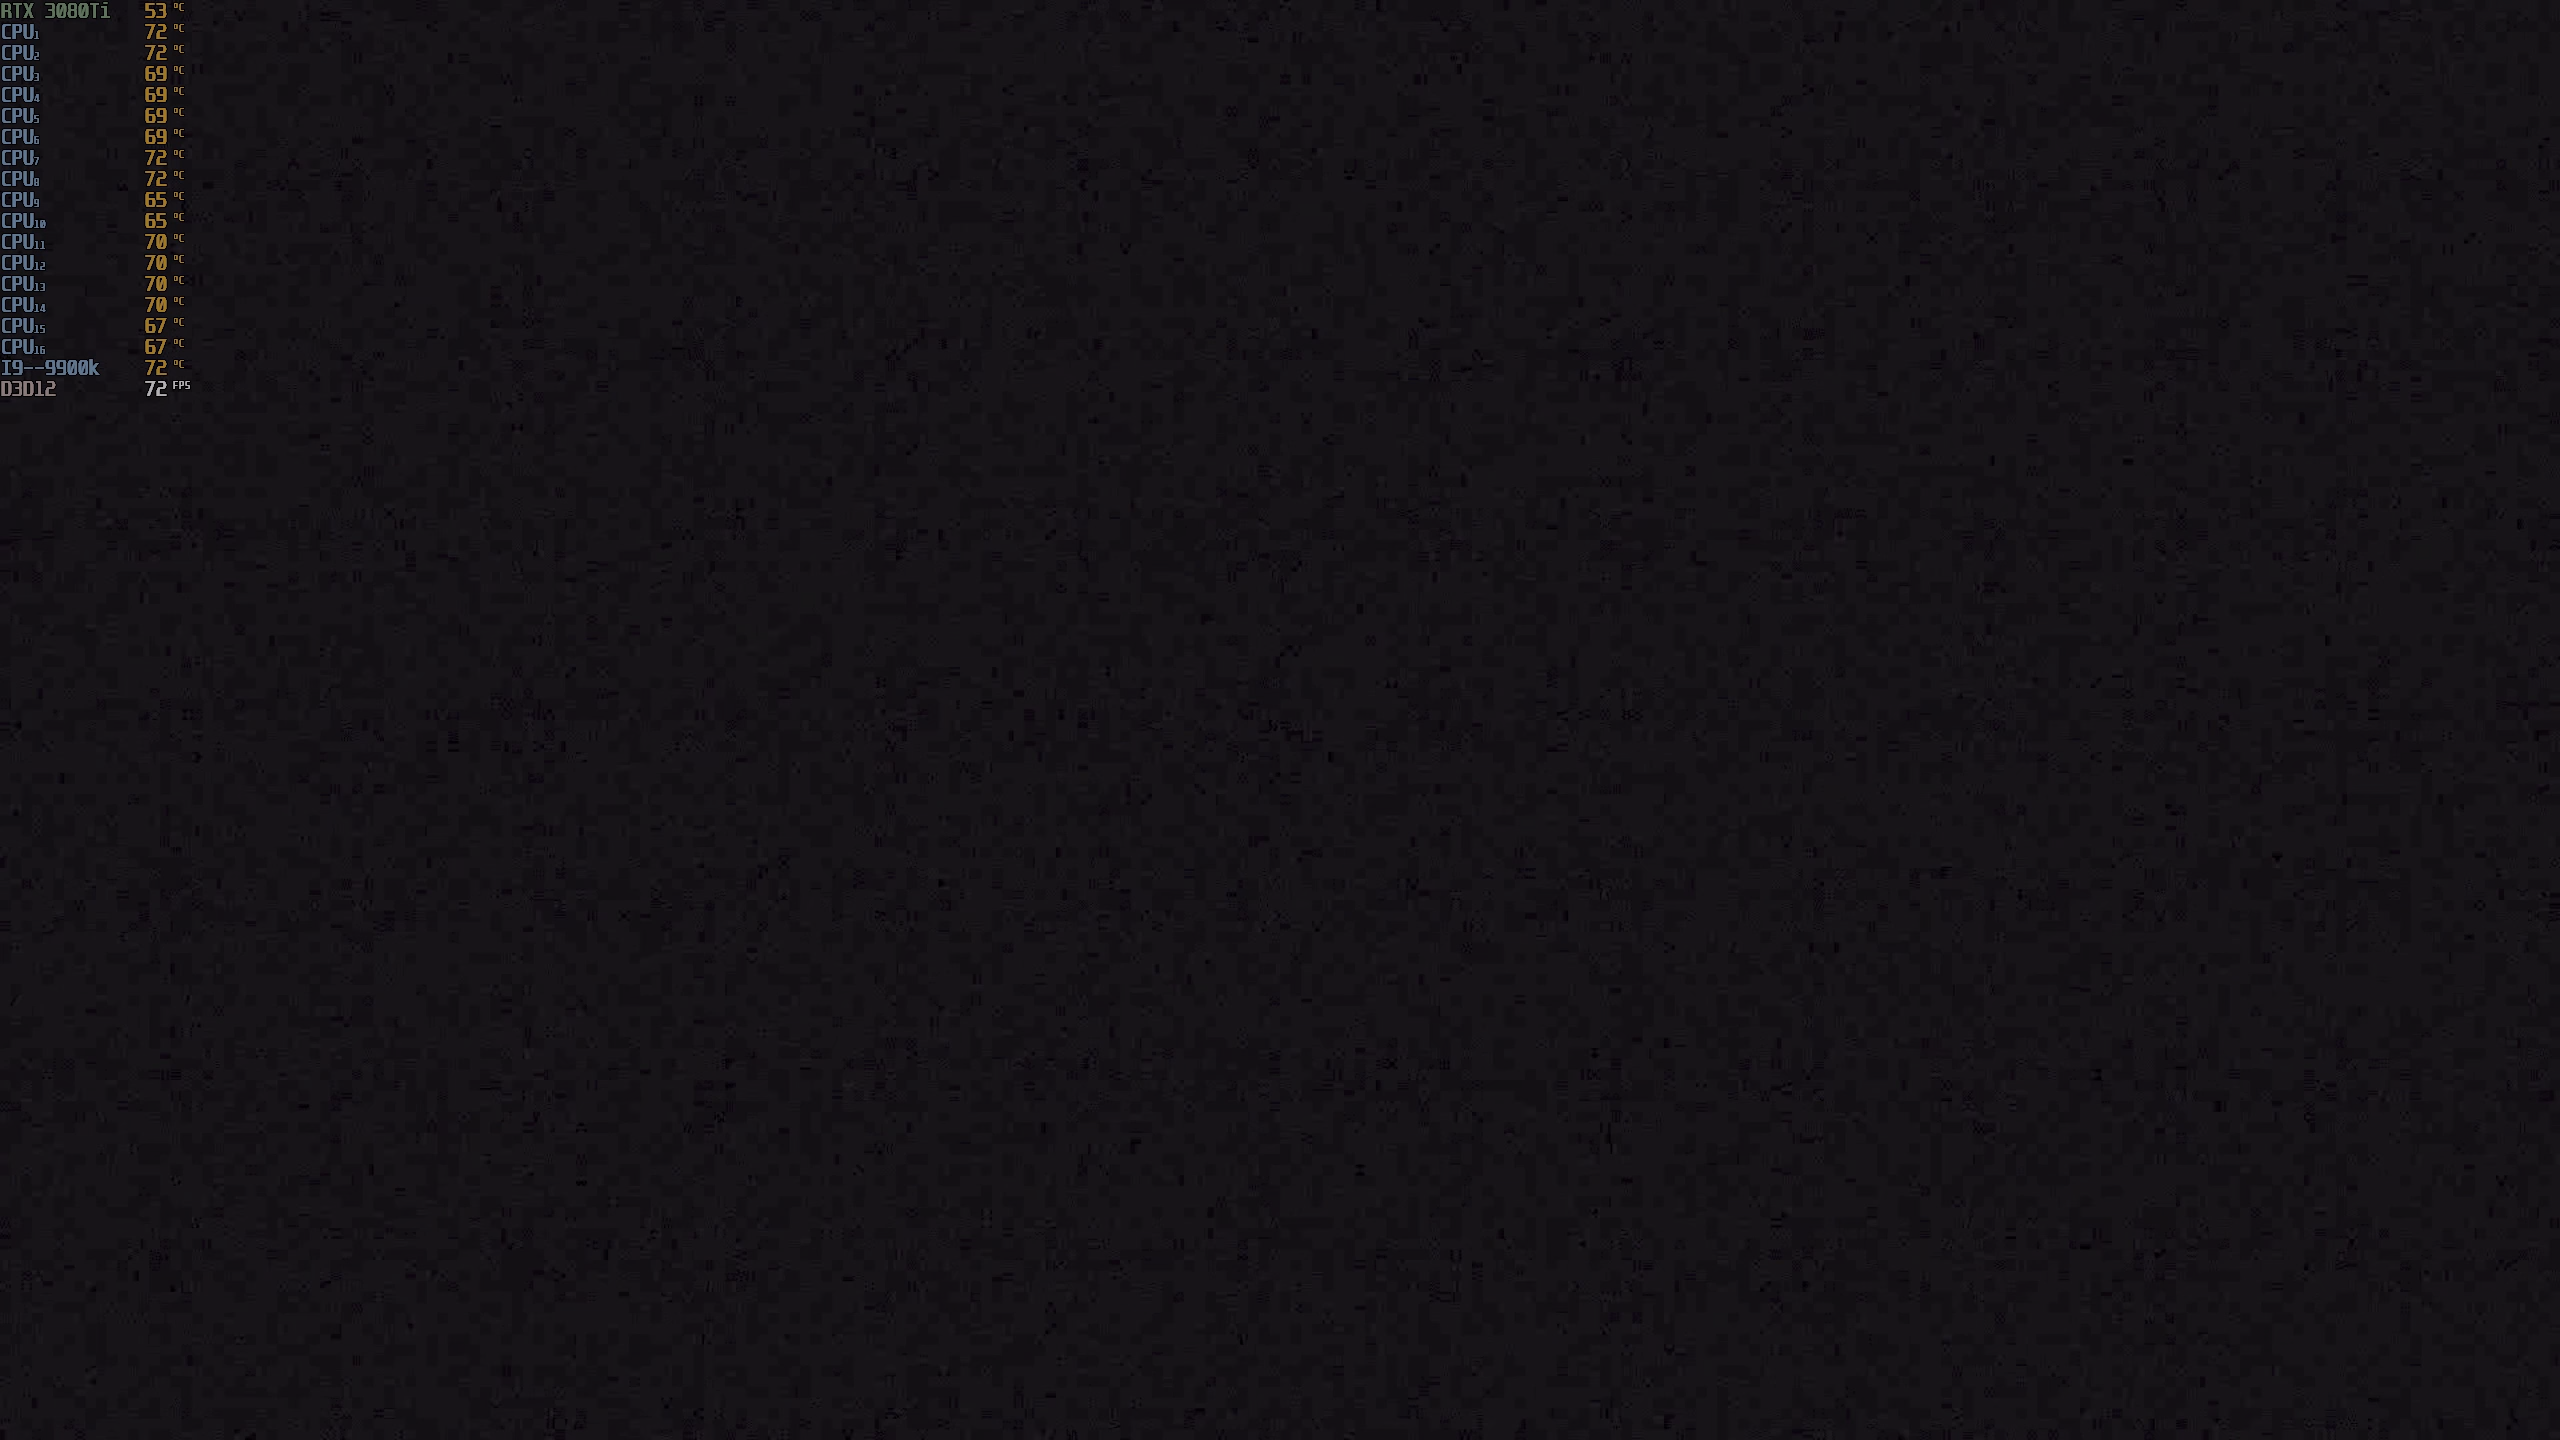 RTX 3080Ti 53 °C
CPU1 72 °C
CPU2 72 °C
CPU3 69 °C
CPU4 69 °C
CPU5 69 °C
CPU6 69 °C
CPU7 72 °C
CPU8 72 °C
CPU9 65 °C
CPU10 65 °C
CPU11 70 °C
CPU12 70 °C
CPU13 70 °C
CPU14 70 °C
CPU15 67 °C
CPU16 67 °C
I9--9900k 72 °C
D3D12 72 FPS